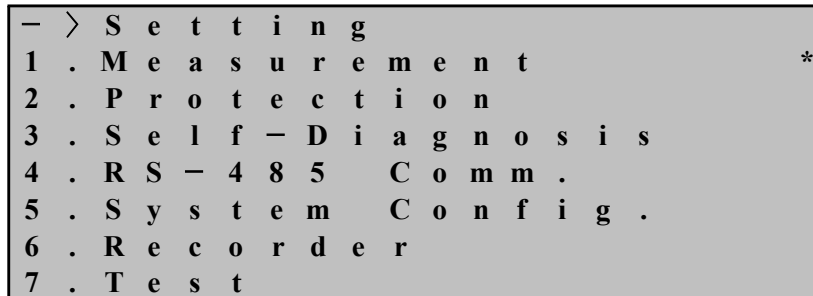 -> Setting
1.Measurement *
2.Protection
3.Self-Diagnosis
4.RS-485 Comm.
5.System Config.
6.Recorder
7.Test